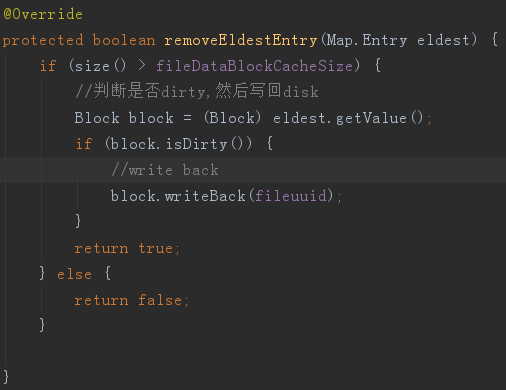 @Override
protected boolean removeEldestEntry(Map.Entry eldest) {
    if (size() > fileDataBlockCacheSize) {
        //判断是否dirty,然后写回disk
        Block block = (Block) eldest.getValue();
        if (block.isDirty()) {
            //write back
            block.writeBack(fileuuid);
        }
        return true;
    } else {
        return false;
    }
}